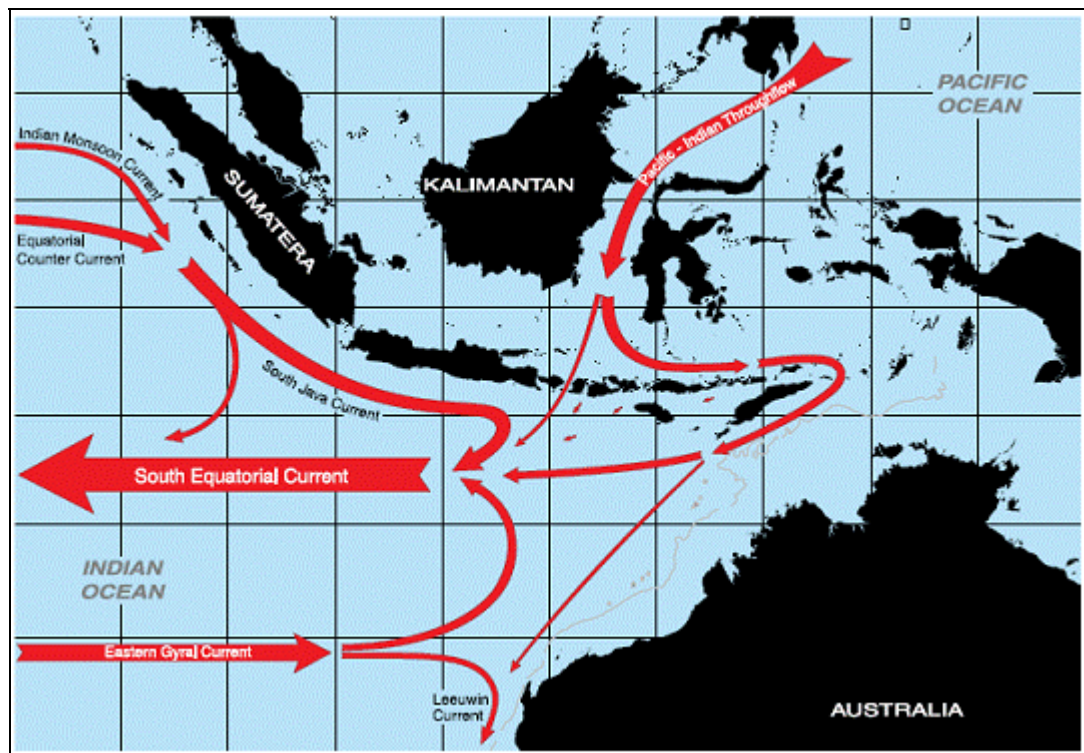 PACIFIC
OCEAN
Pacific - Indian Throughflow
Indian Monsoon
Current
KALIMANTAN
SUMATERA
Equatorial
Counter Current
South Java Current
South Equatorial Current
INDIAN
OCEAN
Eastern Gyral Current
Leeuwin
Current
AUSTRALIA